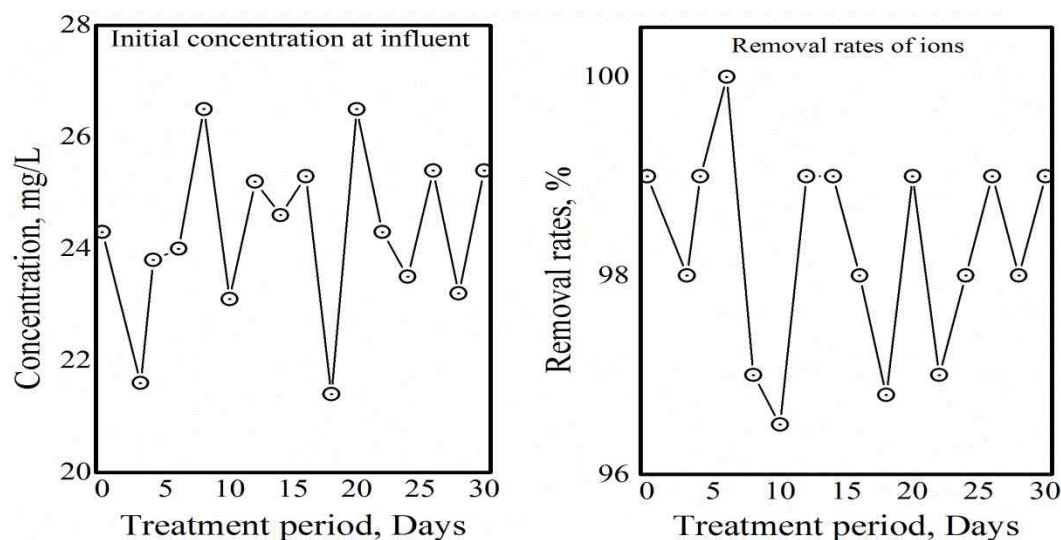 Initial concentration at influent
28
26
24
22
20
Concentration, mg/L
0 5 10 15 20 25 30
Treatment period, Days
Removal rates of ions
100
98
96
Removal rates, %
0 5 10 15 20 25 30
Treatment period, Days